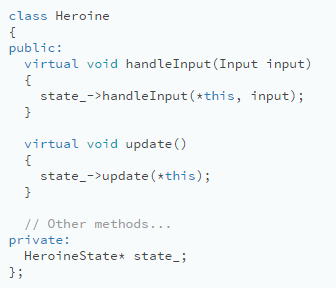 class Heroine
{
public:
  virtual void handleInput(Input input)
  {
    state_->handleInput(*this, input);
  }

  virtual void update()
  {
    state_->update(*this);
  }

  // Other methods...
private:
  HeroineState* state_;
};